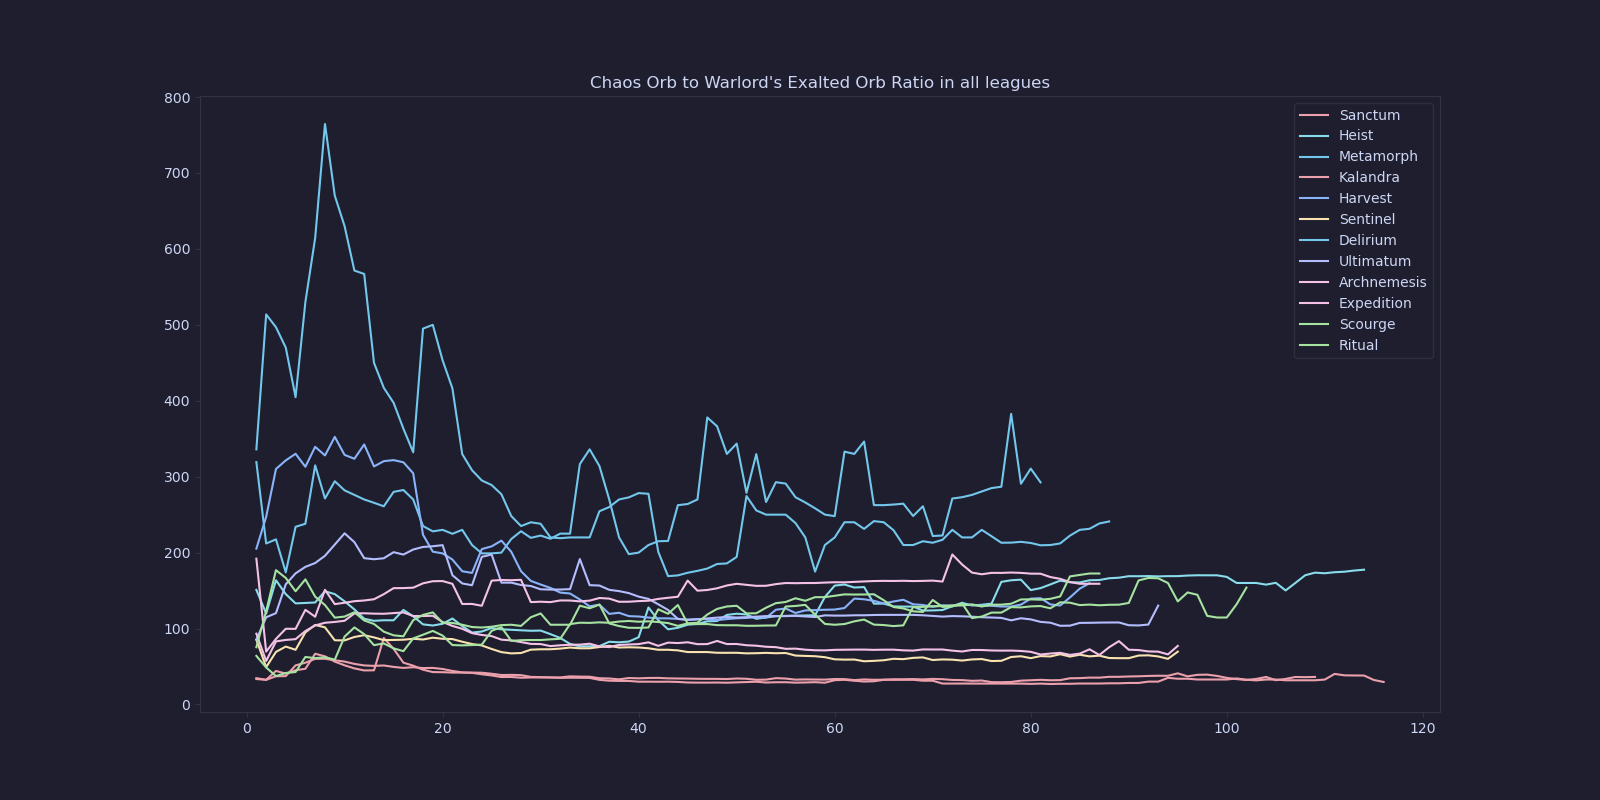 Chaos Orb to Warlord's Exalted Orb Ratio in all leagues
800
700
600
500
400
300
200
100
0
0 20 40 60 80 100 120
Sanctum
Heist
Metamorph
Kalandra
Harvest
Sentinel
Delirium
Ultimatum
Archnemesis
Expedition
Scourge
Ritual